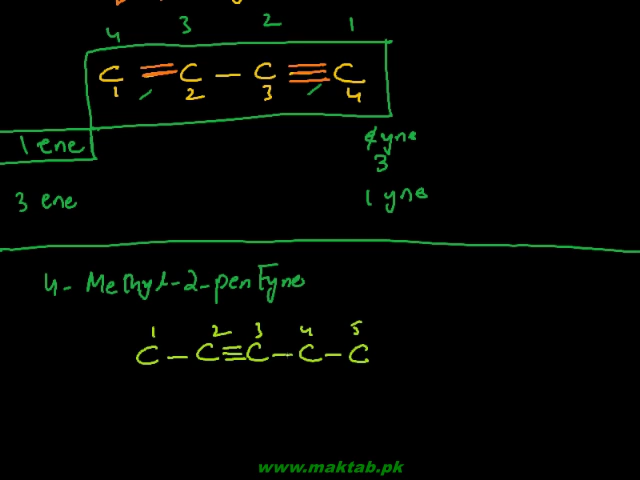 4 3 2 1
C = C — C ≡ C
1 2 3 4
1 ene 4 yne
3
3 ene 1 yne
4- Methyl-2-pentyne
1 2 3 4 5
C — C ≡ C — C — C
www.maktab.pk